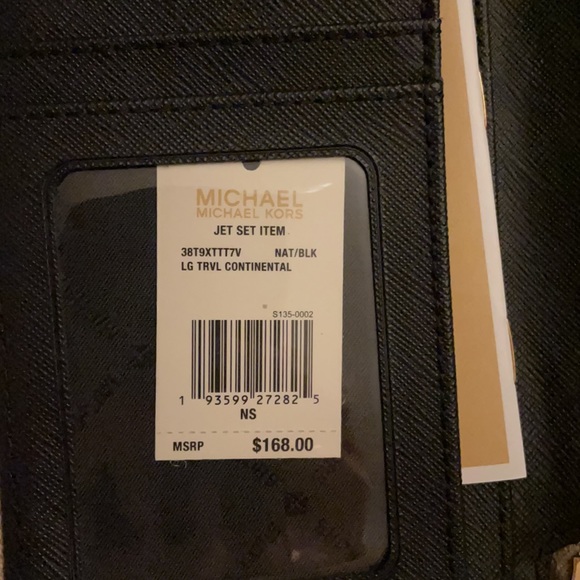 MICHAEL
MICHAEL KORS
JET SET ITEM
38T9XTTT7V NAT/BLK
LG TRVL CONTINENTAL
S135-0002
1 93599 27282 5
NS
MSRP $168.00